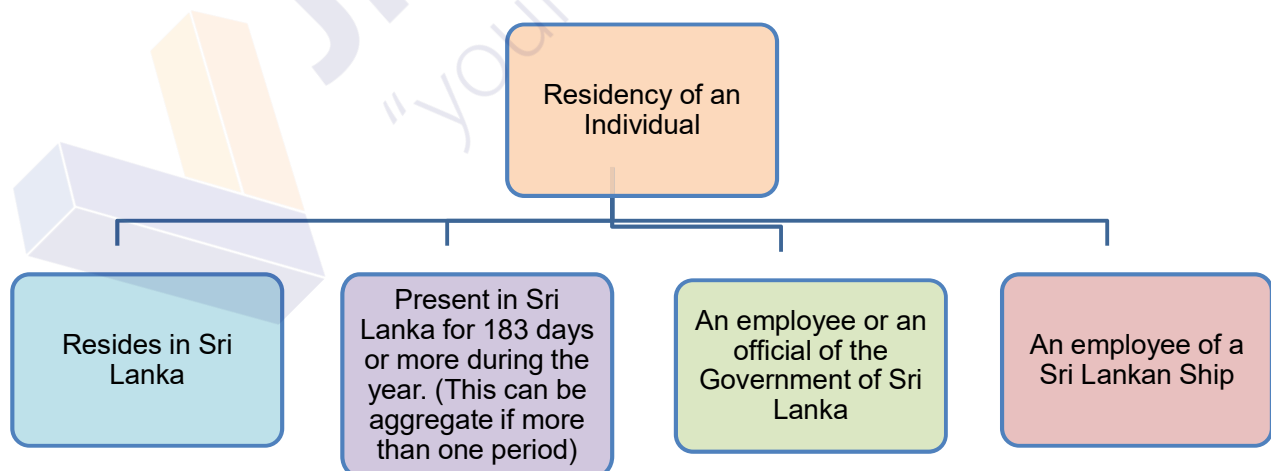 "your
Residency of an
Individual
Resides in Sri
Lanka
Present in Sri
Lanka for 183 days
or more during the
year. (This can be
aggregate if more
than one period)
An employee or an
official of the
Government of Sri
Lanka
An employee of a
Sri Lankan Ship